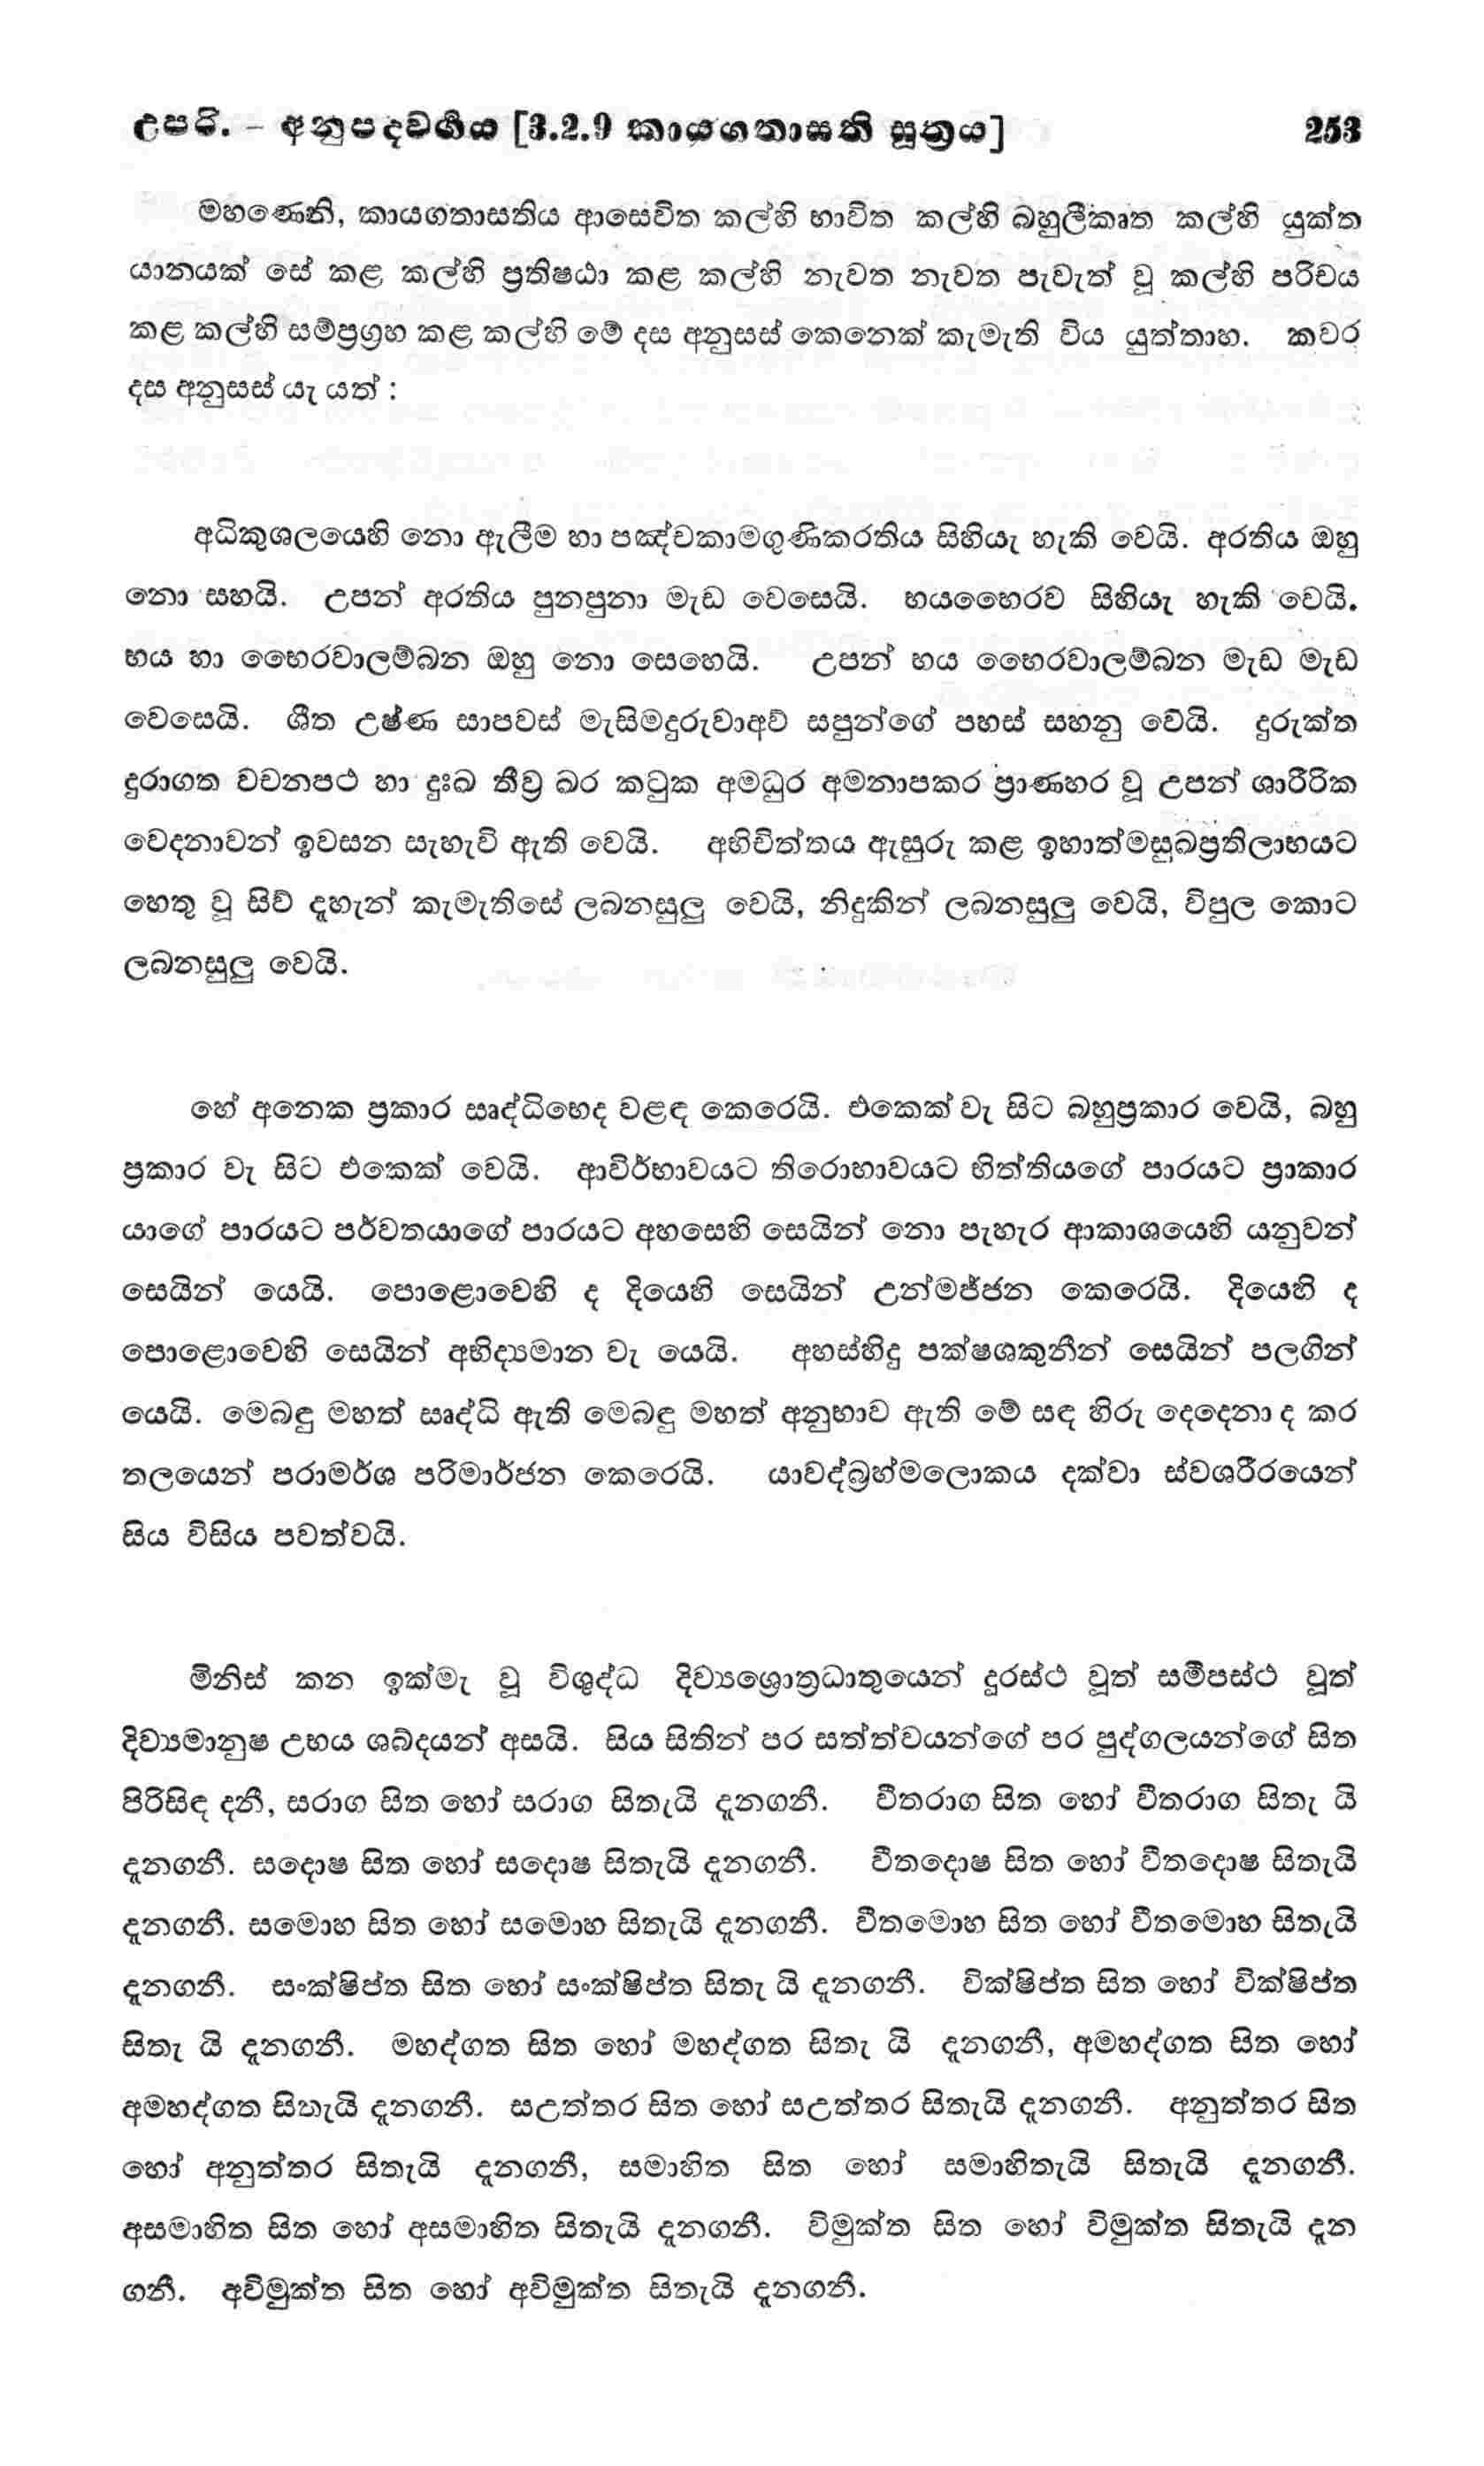 උපරි. - අනුපදවර්‍ගය [3.2.9 කායගතාසති සූත්‍රය] 253
මහණෙනි, කායගතාසතිය ආසෙවිත කල්හි භාවිත කල්හි බහුලීකෘත කල්හි යුක්ත
යානයක් සේ කළ කල්හි ප්‍රතිෂඨා කළ කල්හි නැවත නැවත පැවැත් වූ කල්හි පරිචය
කළ කල්හි සම්ප්‍රග්‍රහ කළ කල්හි මේ දස අනුසස් කෙනෙක් කැමැති විය යුත්තාහ. කවර
දස අනුසස් යැ යත් :
අධිකුශලයෙහි නො ඇලීම හා පඤ්චකාමගුණිකරතිය සිහියැ හැකි වෙයි. අරතිය ඔහු
නො සහයි. උපන් අරතිය පුනපුනා මැඩ වෙසෙයි. භයභෛරව සිහියැ හැකි වෙයි.
භය හා භෛරවාලම්බන ඔහු නො සෙහෙයි. උපන් භය භෛරවාලම්බන මැඩ මැඩ
වෙසෙයි. ශීත උෂ්ණ සාපවස් මැසිමදුරුවාඅව් සපුන්ගේ පහස් සහනු වෙයි. දුරුක්ත
දුරාගත වචනපථ හා දුඃඛ තීව්‍ර ඛර කටුක අමධුර අමනාපකර ප්‍රාණහර වූ උපන් ශාරීරික
වෙදනාවන් ඉවසන සැහැවි ඇති වෙයි. අභිචිත්තය ඇසුරු කළ ඉහාත්මසුඛප්‍රතිලාභයට
හෙතු වූ සිව් දැහැන් කැමැතිසේ ලබනසුලු වෙයි, නිදුකින් ලබනසුලු වෙයි, විපුල කොට
ලබනසුලු වෙයි.
හේ අනෙක ප්‍රකාර සෘද්ධිභෙද වළඳ කෙරෙයි. එකෙක් වැ සිට බහුප්‍රකාර වෙයි, බහු
ප්‍රකාර වැ සිට එකෙක් වෙයි. ආවිර්භාවයට තිරොභාවයට භිත්තියගේ පාරයට ප්‍රාකාර
යාගේ පාරයට පර්වතයාගේ පාරයට අහසෙහි සෙයින් නො පැහැර ආකාශයෙහි යනුවන්
සෙයින් යෙයි. පොළොවෙහි ද දියෙහි සෙයින් උන්මජ්ජන කෙරෙයි. දියෙහි ද
පොළොවෙහි සෙයින් අභිද්‍යමාන වැ යෙයි. අහස්හිදු පක්ෂශකුනීන් සෙයින් පලගින්
යෙයි. මෙබඳු මහත් සෘද්ධි ඇති මෙබඳු මහත් අනුභාව ඇති මේ සඳ හිරු දෙදෙනා ද කර
තලයෙන් පරාමර්ශ පරිමාර්ජන කෙරෙයි. යාවද්බ්‍රහ්මලොකය දක්වා ස්වශරීරයෙන්
සිය විසිය පවත්වයි.
මිනිස් කන ඉක්මැ වූ විශුද්ධ දිව්‍යශ්‍රොත්‍රධාතුයෙන් දූරස්ථ වූත් සමීපස්ථ වූත්
දිව්‍යමානුෂ උභය ශබ්දයන් අසයි. සිය සිතින් පර සත්ත්වයන්ගේ පර පුද්ගලයන්ගේ සිත
පිරිසිඳ දනී, සරාග සිත හෝ සරාග සිතැයි දැනගනී. වීතරාග සිත හෝ වීතරාග සිතැ යි
දැනගනී. සදොෂ සිත හෝ සදොෂ සිතැයි දැනගනී. වීතදොෂ සිත හෝ වීතදොෂ සිතැයි
දැනගනී. සමොහ සිත හෝ සමොහ සිතැයි දැනගනී. වීතමොහ සිත හෝ වීතමොහ සිතැයි
දැනගනී. සංක්ෂිප්ත සිත හෝ සංක්ෂිප්ත සිතැ යි දැනගනී. වික්ෂිප්ත සිත හෝ වික්ෂිප්ත
සිතැ යි දැනගනී. මහද්ගත සිත හෝ මහද්ගත සිතැ යි දැනගනී, අමහද්ගත සිත හෝ
අමහද්ගත සිතැයි දැනගනී. සඋත්තර සිත හෝ සඋත්තර සිතැයි දැනගනී. අනුත්තර සිත
හෝ අනුත්තර සිතැයි දැනගනී, සමාහිත සිත හෝ සමාහිතැයි සිතැයි දැනගනී.
අසමාහිත සිත හෝ අසමාහිත සිතැයි දැනගනී. විමුක්ත සිත හෝ විමුක්ත සිතැයි දැන
ගනී. අවිමුක්ත සිත හෝ අවිමුක්ත සිතැයි දැනගනී.